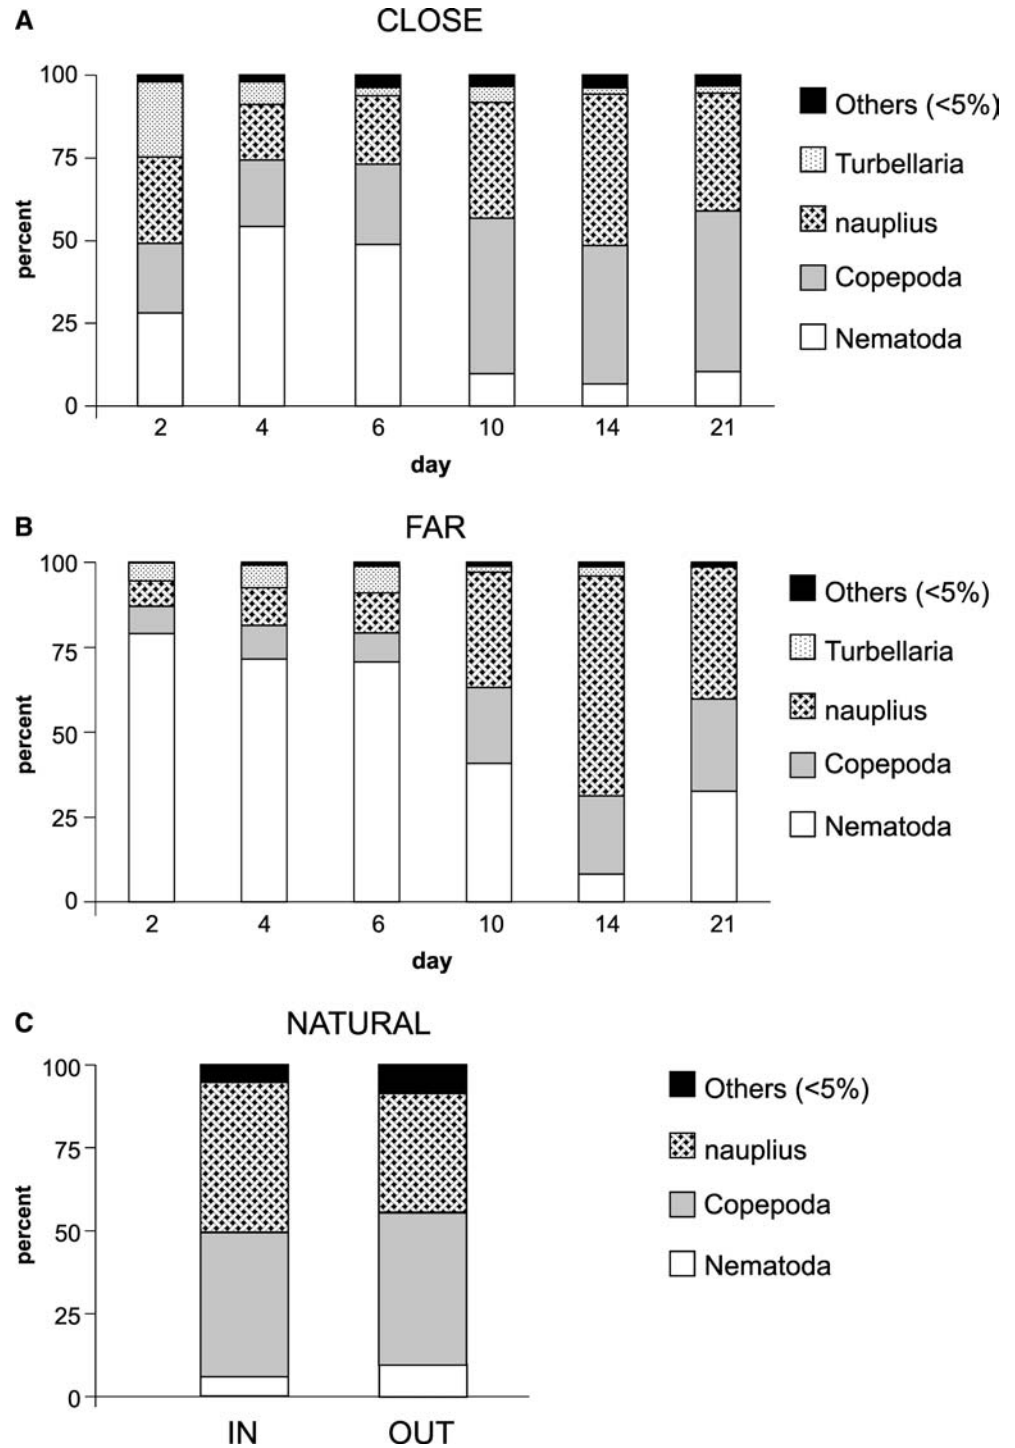 A
CLOSE
100
75
50
25
0
percent
2 4 6 10 14 21
day
Others (<5%)
Turbellaria
nauplius
Copepoda
Nematoda
B
FAR
100
75
50
25
0
percent
2 4 6 10 14 21
day
Others (<5%)
Turbellaria
nauplius
Copepoda
Nematoda
C
NATURAL
100
75
50
25
0
percent
IN OUT
Others (<5%)
nauplius
Copepoda
Nematoda